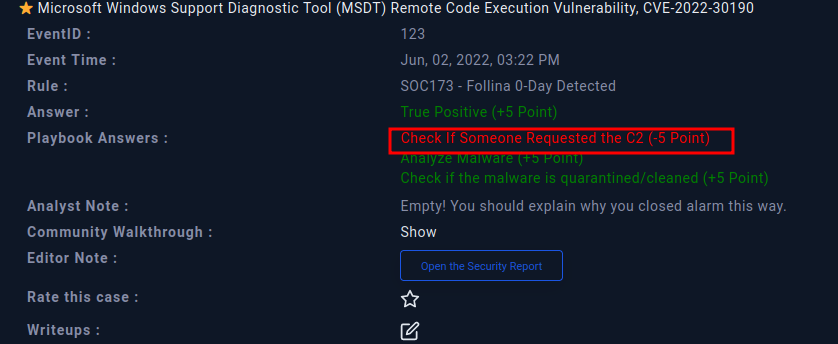 Microsoft Windows Support Diagnostic Tool (MSDT) Remote Code Execution Vulnerability, CVE-2022-30190
EventID : 123
Event Time : Jun, 02, 2022, 03:22 PM
Rule : SOC173 - Follina 0-Day Detected
Answer : True Positive (+5 Point)
Playbook Answers : Check If Someone Requested the C2 (-5 Point)
Analyze Malware (+5 Point)
Check if the malware is quarantined/cleaned (+5 Point)
Analyst Note : Empty! You should explain why you closed alarm this way.
Community Walkthrough : Show
Editor Note : Open the Security Report
Rate this case :
Writeups :